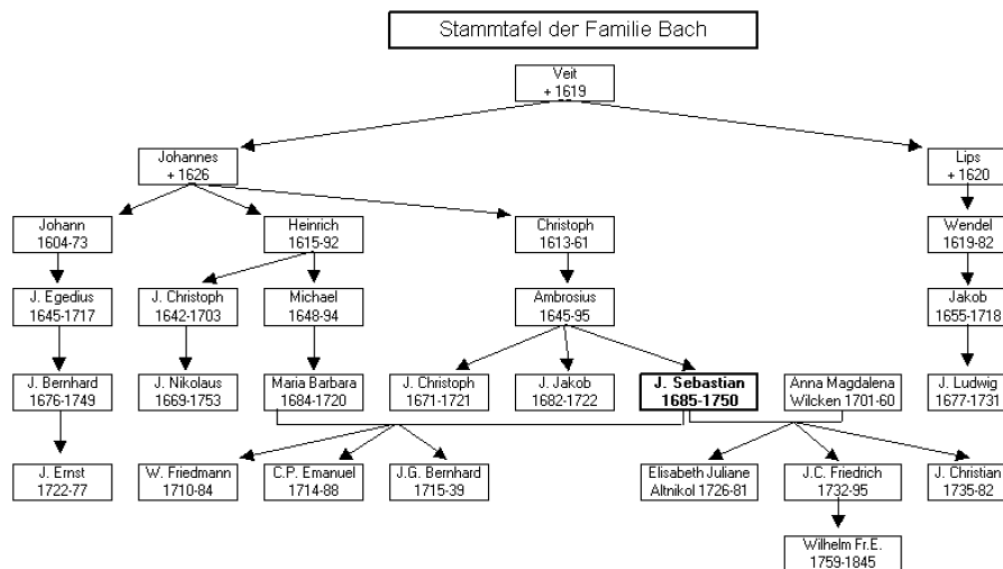 Stammtafel der Familie Bach
Veit
+ 1619
Johannes
+ 1626
Lips
+ 1620
Johann
1604-73
Heinrich
1615-92
Christoph
1613-61
Wendel
1619-82
J. Egedius
1645-1717
J. Christoph
1642-1703
Michael
1648-94
Ambrosius
1645-95
Jakob
1655-1718
J. Bernhard
1676-1749
J. Nikolaus
1669-1753
Maria Barbara
1684-1720
J. Christoph
1671-1721
J. Jakob
1682-1722
J. Sebastian
1685-1750
Anna Magdalena
Wilcken 1701-60
J. Ludwig
1677-1731
J. Ernst
1722-77
W. Friedmann
1710-84
C.P. Emanuel
1714-88
J.G. Bernhard
1715-39
Elisabeth Juliane
Altnikol 1726-81
J.C. Friedrich
1732-95
J. Christian
1735-82
Wilhelm Fr.E.
1759-1845